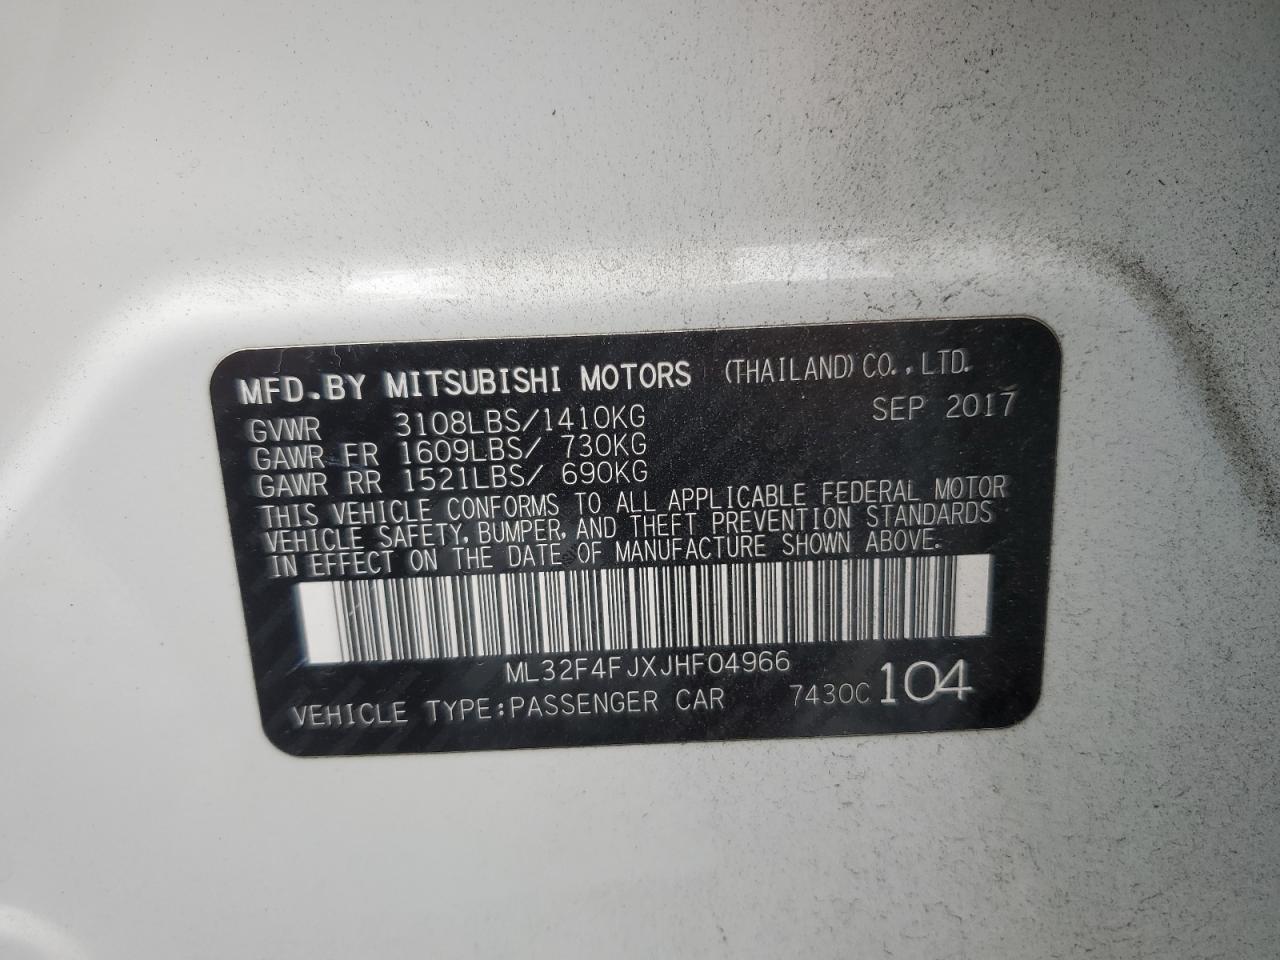 MFD. BY MITSUBISHI MOTORS (THAILAND) CO., LTD.
GVWR 3108LBS/1410KG SEP 2017
GAWR FR 1609LBS/ 730KG
GAWR RR 1521LBS/ 690KG
THIS VEHICLE CONFORMS TO ALL APPLICABLE FEDERAL MOTOR
VEHICLE SAFETY, BUMPER, AND THEFT PREVENTION STANDARDS
IN EFFECT ON THE DATE OF MANUFACTURE SHOWN ABOVE.
ML32F4FJXJHF04966
VEHICLE TYPE:PASSENGER CAR 7430C 104